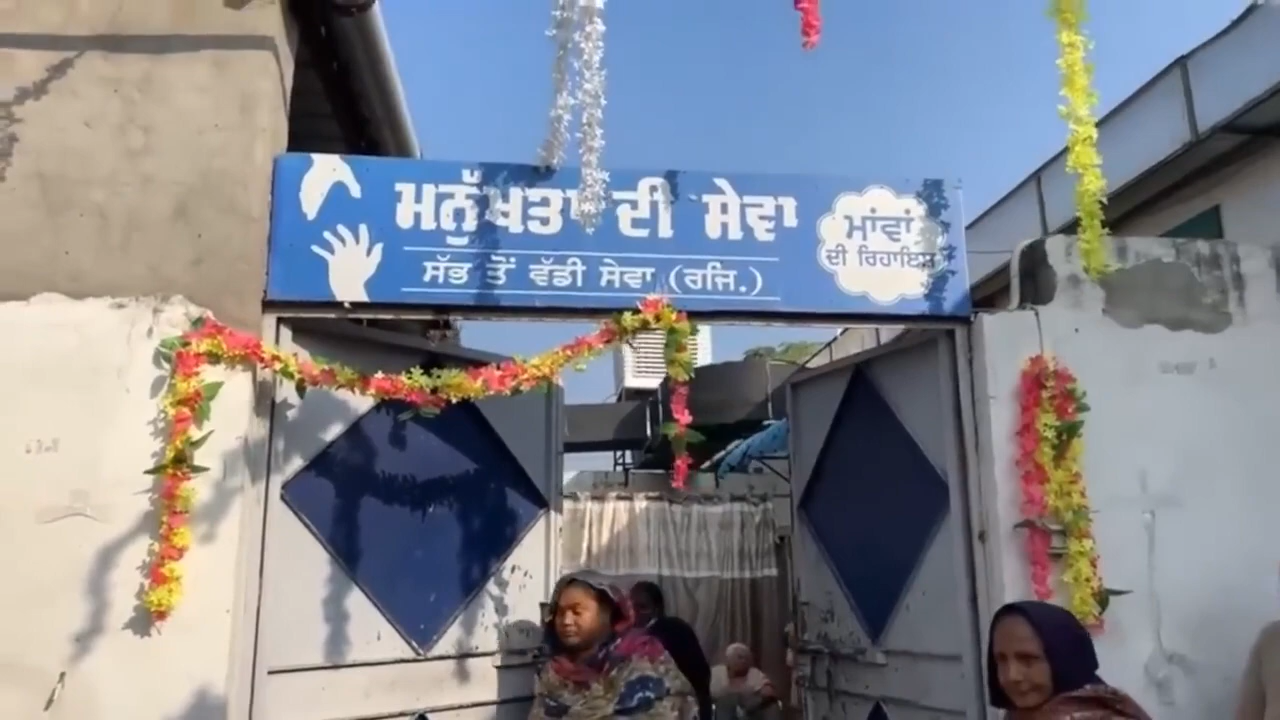 ਮਨੁੱਖਤਾ ਦੀ ਸੇਵਾ
ਸੱਭ ਤੋਂ ਵੱਡੀ ਸੇਵਾ (ਰਜਿ.)
ਮਾਂਵਾਂ
ਦੀ ਰਿਹਾਇਸ਼